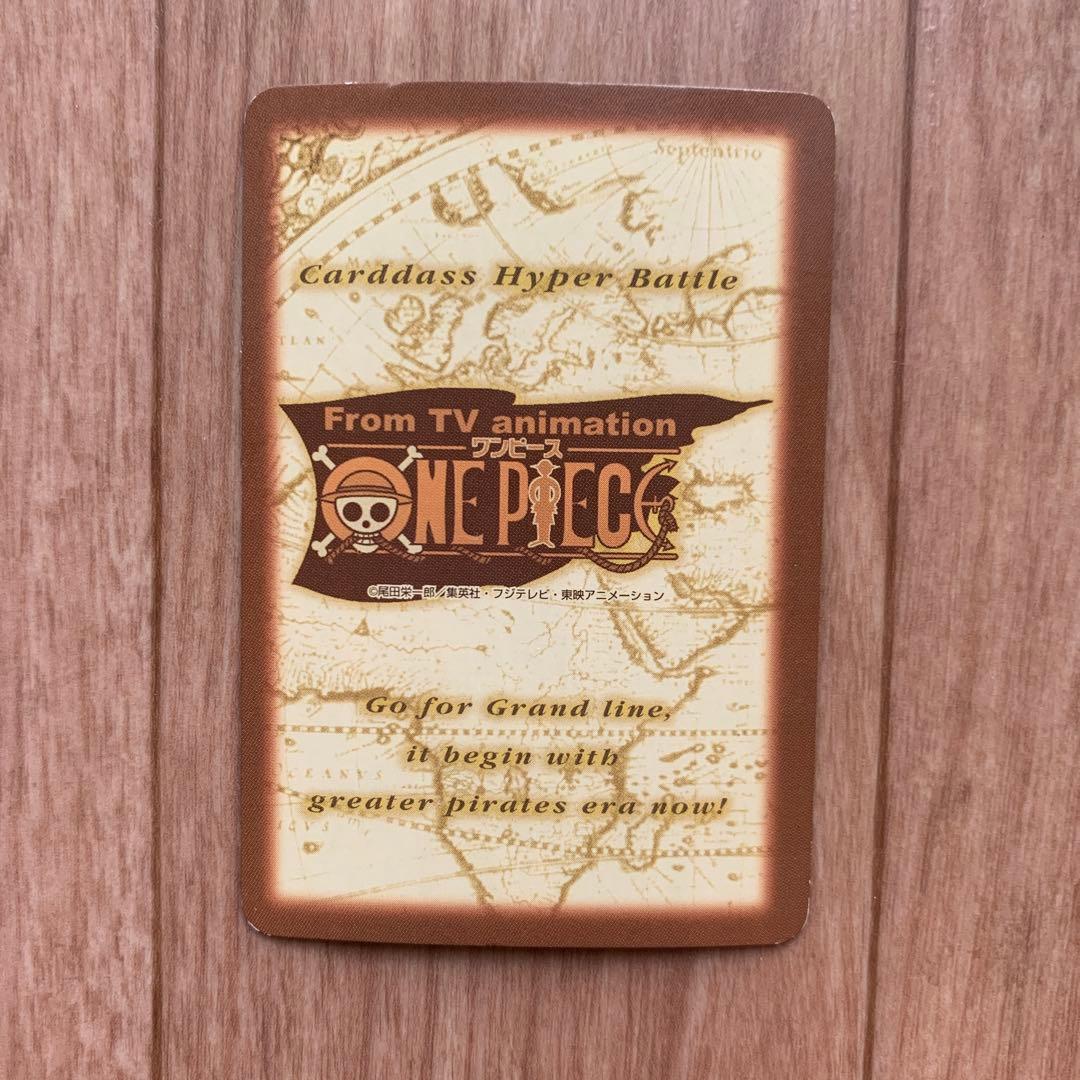 Septentrio
Carddass Hyper Battle
TLAN
From TV animation
ワンピース
ONE PIECE
©尾田栄一郎／集英社・フジテレビ・東映アニメーション
Go for Grand line,
it begin with
CEANVS
greater pirates era now!